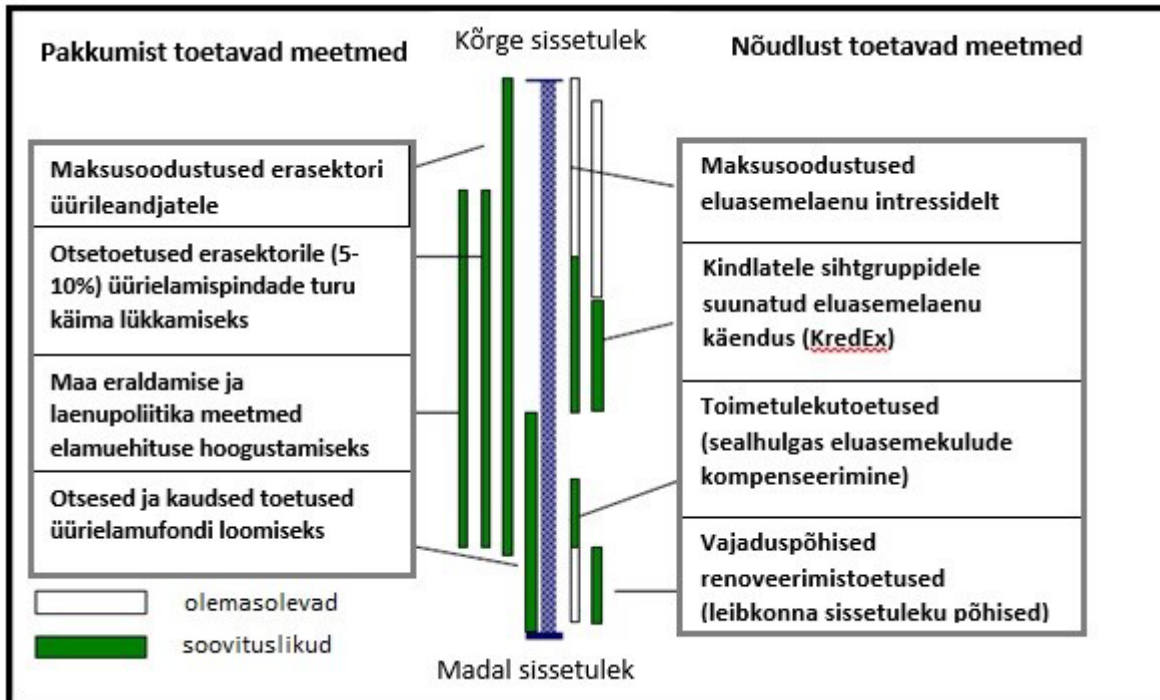 Pakkumist toetavad meetmed
Kõrge sissetulek
Nõudlust toetavad meetmed
Maksusoodustused erasektori
üürileandjatele
Otsetoetused erasektorile (5-
10%) üürielamispindade turu
käima lükkamiseks
Maa eraldamise ja
laenupoliitika meetmed
elamuehituse hoogustamiseks
Otsesed ja kaudsed toetused
üürielamufondi loomiseks
Maksusoodustused
eluasemelaenu intressidelt
Kindlatele sihtgruppidele
suunatud eluasemelaenu
käendus (KredEx)
Toimetulekutoetused
(sealhulgas eluasemekulude
kompenseerimine)
Vajaduspõhised
renoveerimistoetused
(leibkonna sissetuleku põhised)
olemasolevad
soovituslikud
Madal sissetulek